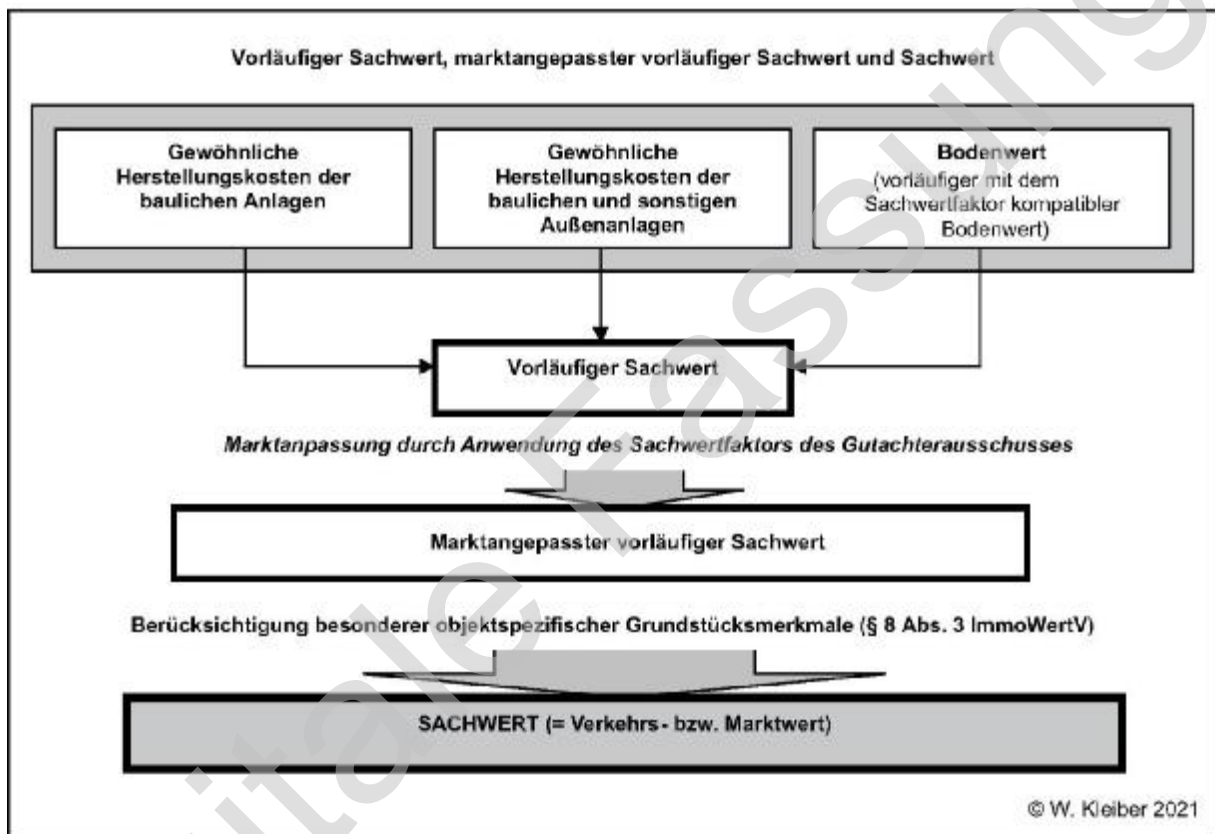 Vorläufiger Sachwert, marktangepasster vorläufiger Sachwert und Sachwert
Gewöhnliche
Herstellungskosten der
baulichen Anlagen
Gewöhnliche
Herstellungskosten der
baulichen und sonstigen
Außenanlagen
Bodenwert
(vorläufiger mit dem
Sachwertfaktor kompatibler
Bodenwert)
Vorläufiger Sachwert
Marktanpassung durch Anwendung des Sachwertfaktors des Gutachterausschusses
Marktangepasster vorläufiger Sachwert
Berücksichtigung besonderer objektspezifischer Grundstücksmerkmale (§ 8 Abs. 3 ImmoWertV)
SACHWERT (= Verkehrs- bzw. Marktwert)
© W. Kleiber 2021
itale Fassung